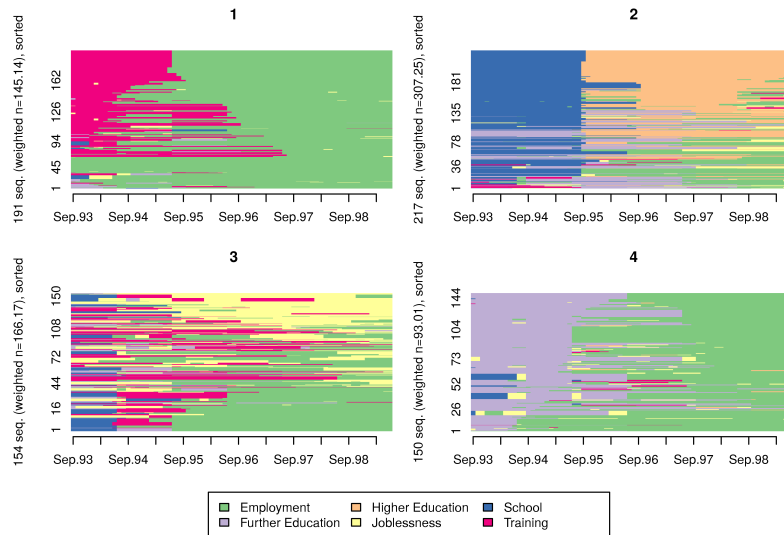 1
191 seq. (weighted n=145.14), sorted
1 45 94 126 162
Sep.93 Sep.94 Sep.95 Sep.96 Sep.97 Sep.98
2
217 seq. (weighted n=307.25), sorted
1 36 78 135 181
Sep.93 Sep.94 Sep.95 Sep.96 Sep.97 Sep.98
3
154 seq. (weighted n=166.17), sorted
1 16 44 72 108 150
Sep.93 Sep.94 Sep.95 Sep.96 Sep.97 Sep.98
4
150 seq. (weighted n=93.01), sorted
1 26 52 73 104 144
Sep.93 Sep.94 Sep.95 Sep.96 Sep.97 Sep.98
Employment Higher Education School
Further Education Joblessness Training